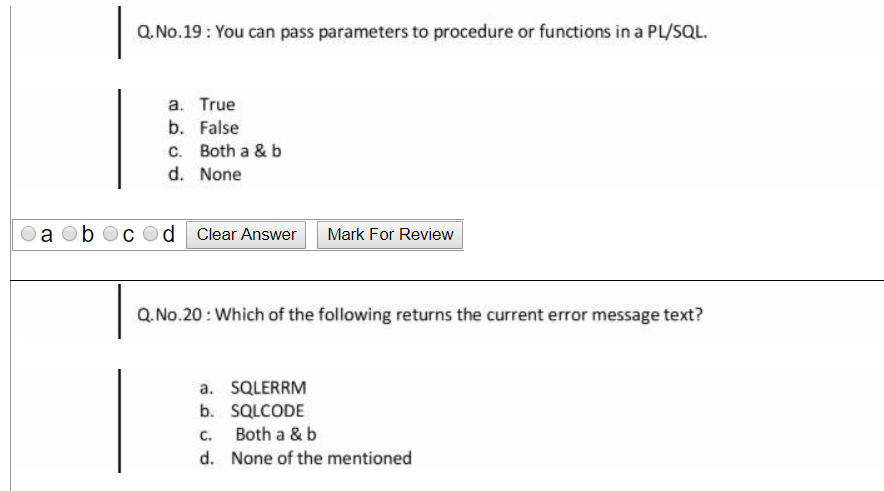 Q.No.19 : You can pass parameters to procedure or functions in a PL/SQL.
a. True
b. False
c. Both a & b
d. None
a b c d Clear Answer Mark For Review
Q.No.20 : Which of the following returns the current error message text?
a. SQLERRM
b. SQLCODE
c. Both a & b
d. None of the mentioned